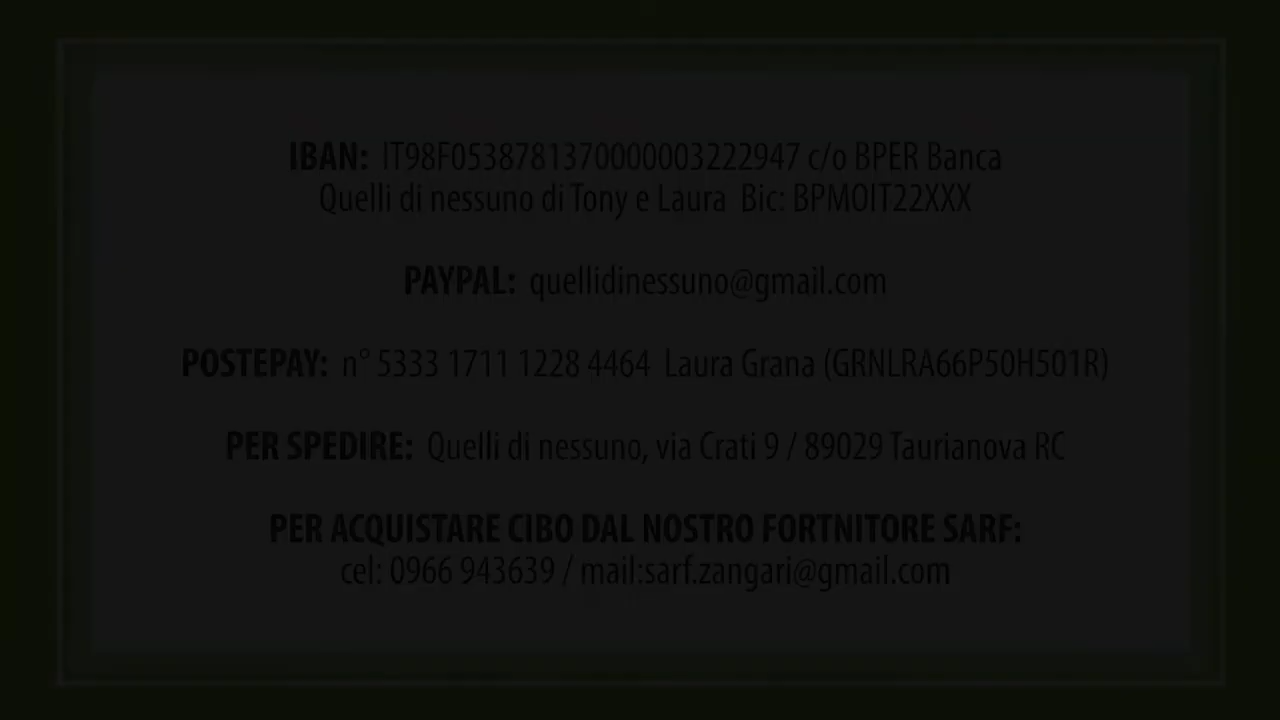 IBAN: IT98F0538781370000003222947 c/o BPER Banca
Quelli di nessuno di Tony e Laura Bic: BPMOIT22XXX
PAYPAL: quellidinessuno@gmail.com
POSTEPAY: n° 5333 1711 1228 4464 Laura Grana (GRNLRA66P50H501R)
PER SPEDIRE: Quelli di nessuno, via Crati 9 / 89029 Taurianova RC
PER ACQUISTARE CIBO DAL NOSTRO FORTNITORE SARF:
cel: 0966 943639 / mail:sarf.zangari@gmail.com